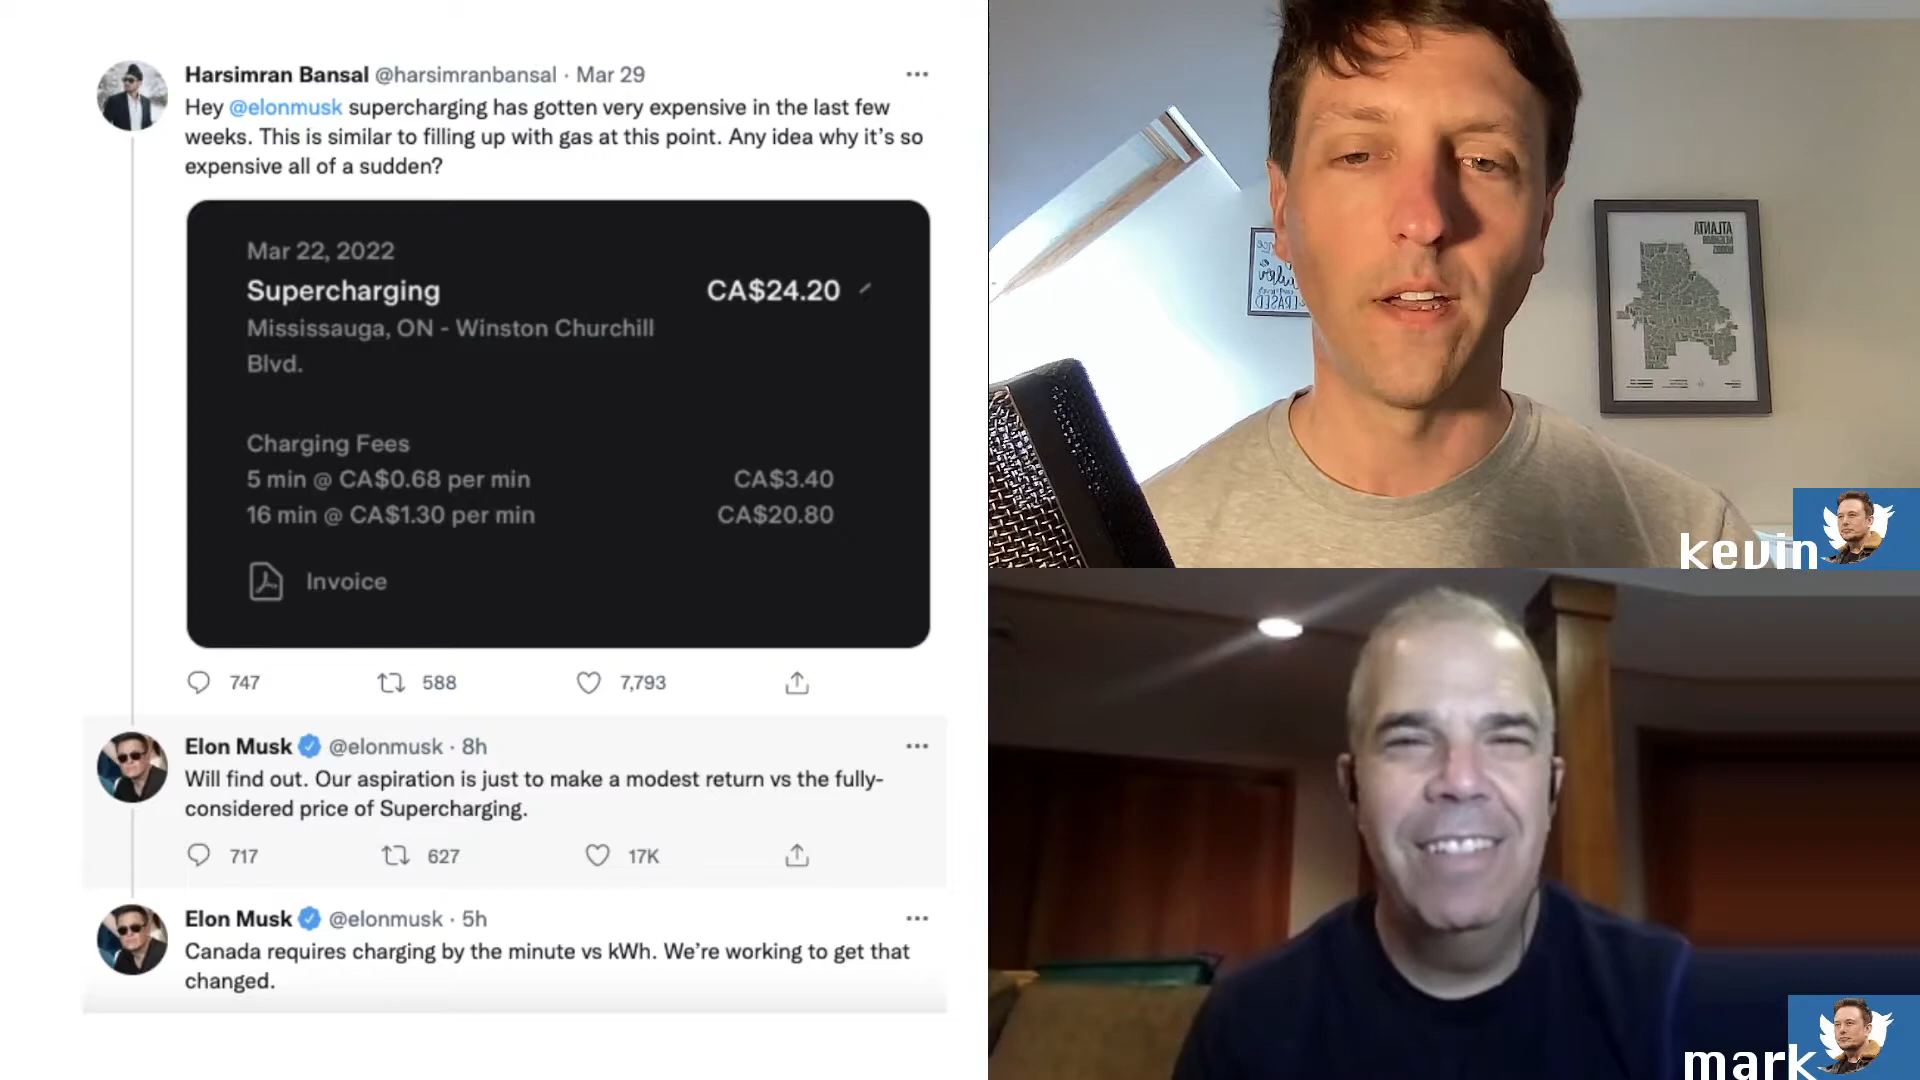 Harsimran Bansal @harsimranbansal · Mar 29
Hey @elonmusk supercharging has gotten very expensive in the last few
weeks. This is similar to filling up with gas at this point. Any idea why it's so
expensive all of a sudden?
Mar 22, 2022
Supercharging CA$24.20
Mississauga, ON - Winston Churchill
Blvd.
Charging Fees
5 min @ CA$0.68 per min CA$3.40
16 min @ CA$1.30 per min CA$20.80
Invoice
747 588 7,793
Elon Musk @elonmusk · 8h
Will find out. Our aspiration is just to make a modest return vs the fully-
considered price of Supercharging.
717 627 17K
Elon Musk @elonmusk · 5h
Canada requires charging by the minute vs kWh. We're working to get that
changed.
ATLANTA
kevin
mark